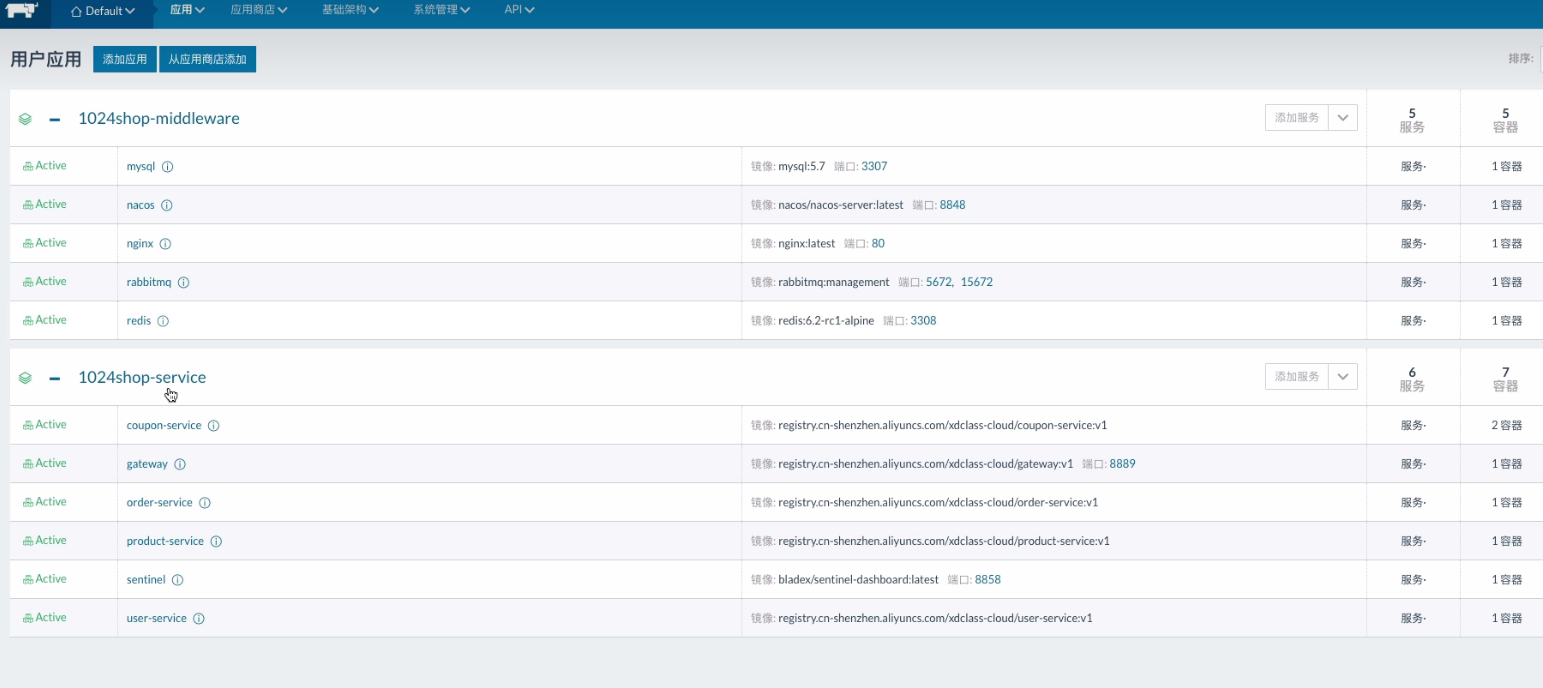 Default 应用 应用商店 基础架构 系统管理 API
用户应用 添加应用 从应用商店添加 排序:
1024shop-middleware 添加服务 5 服务 5 容器
Active mysql 镜像: mysql:5.7 端口: 3307 服务· 1 容器
Active nacos 镜像: nacos/nacos-server:latest 端口: 8848 服务· 1 容器
Active nginx 镜像: nginx:latest 端口: 80 服务· 1 容器
Active rabbitmq 镜像: rabbitmq:management 端口: 5672, 15672 服务· 1 容器
Active redis 镜像: redis:6.2-rc1-alpine 端口: 3308 服务· 1 容器
1024shop-service 添加服务 6 服务 7 容器
Active coupon-service 镜像: registry.cn-shenzhen.aliyuncs.com/xdclass-cloud/coupon-service:v1 服务· 2 容器
Active gateway 镜像: registry.cn-shenzhen.aliyuncs.com/xdclass-cloud/gateway:v1 端口: 8889 服务· 1 容器
Active order-service 镜像: registry.cn-shenzhen.aliyuncs.com/xdclass-cloud/order-service:v1 服务· 1 容器
Active product-service 镜像: registry.cn-shenzhen.aliyuncs.com/xdclass-cloud/product-service:v1 服务· 1 容器
Active sentinel 镜像: bladex/sentinel-dashboard:latest 端口: 8858 服务· 1 容器
Active user-service 镜像: registry.cn-shenzhen.aliyuncs.com/xdclass-cloud/user-service:v1 服务· 1 容器